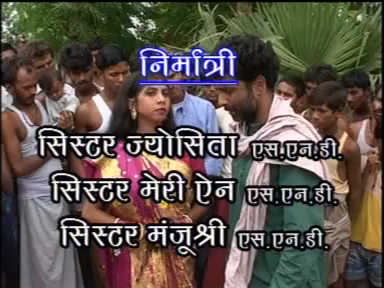 निर्मात्री
सिस्टर ज्योसिता एस.एन.डी.
सिस्टर मेरी ऐन एस.एन.डी.
सिस्टर मंजूश्री एस.एन.डी.